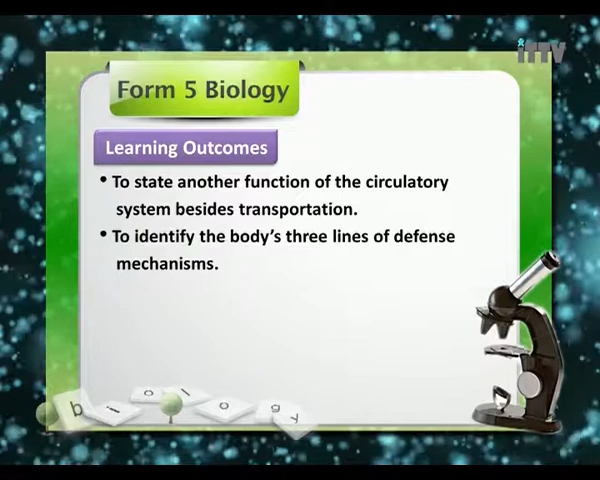 iTTV
Form 5 Biology
Learning Outcomes
• To state another function of the circulatory
system besides transportation.
• To identify the body's three lines of defense
mechanisms.
b i o l o g y